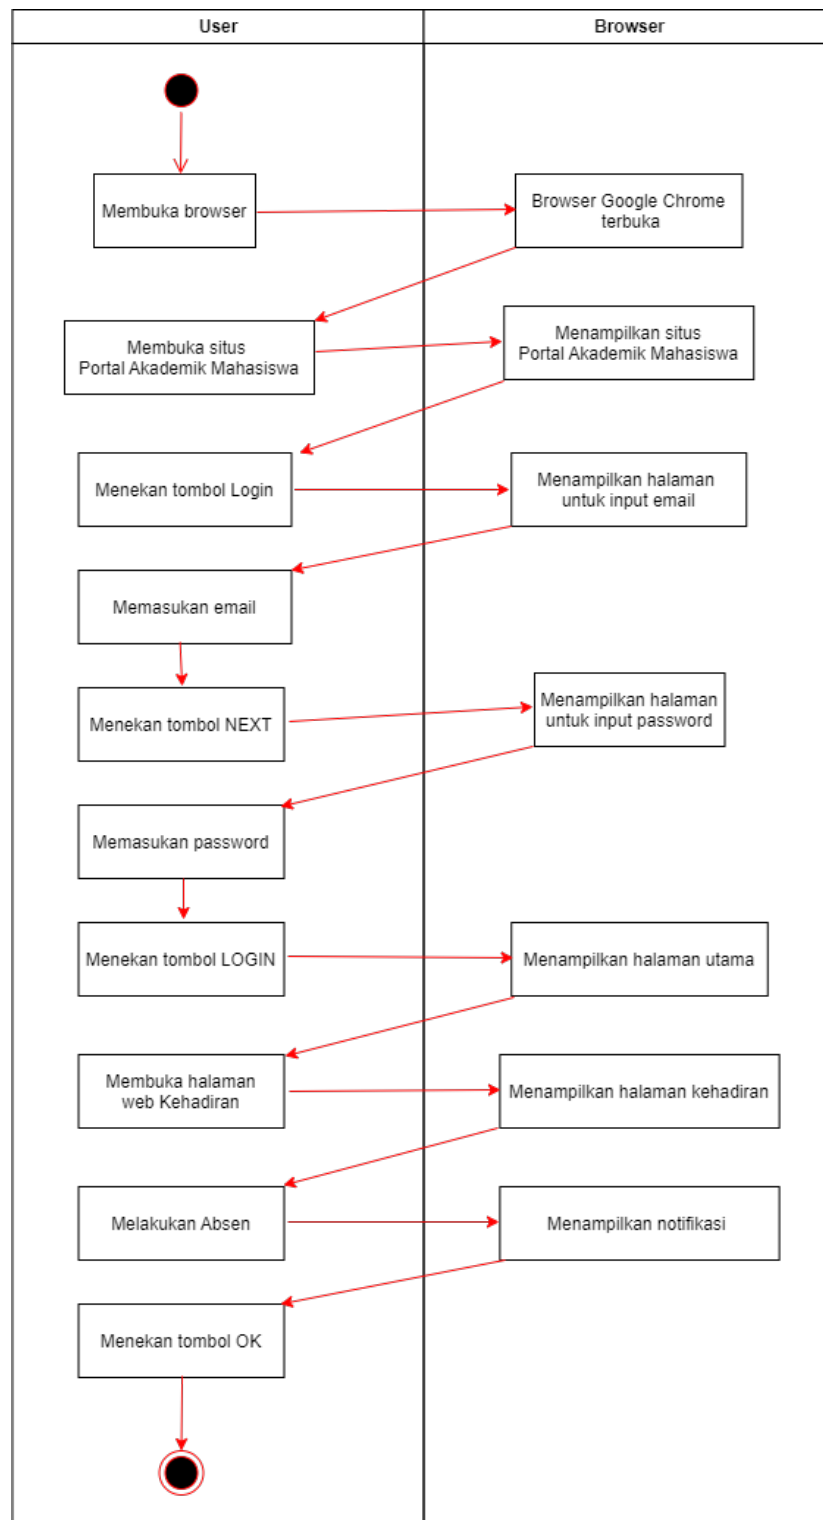 User
Browser
Membuka browser
Browser Google Chrome
terbuka
Membuka situs
Portal Akademik Mahasiswa
Menampilkan situs
Portal Akademik Mahasiswa
Menekan tombol Login
Menampilkan halaman
untuk input email
Memasukan email
Menekan tombol NEXT
Menampilkan halaman
untuk input password
Memasukan password
Menekan tombol LOGIN
Menampilkan halaman utama
Membuka halaman
web Kehadiran
Menampilkan halaman kehadiran
Melakukan Absen
Menampilkan notifikasi
Menekan tombol OK